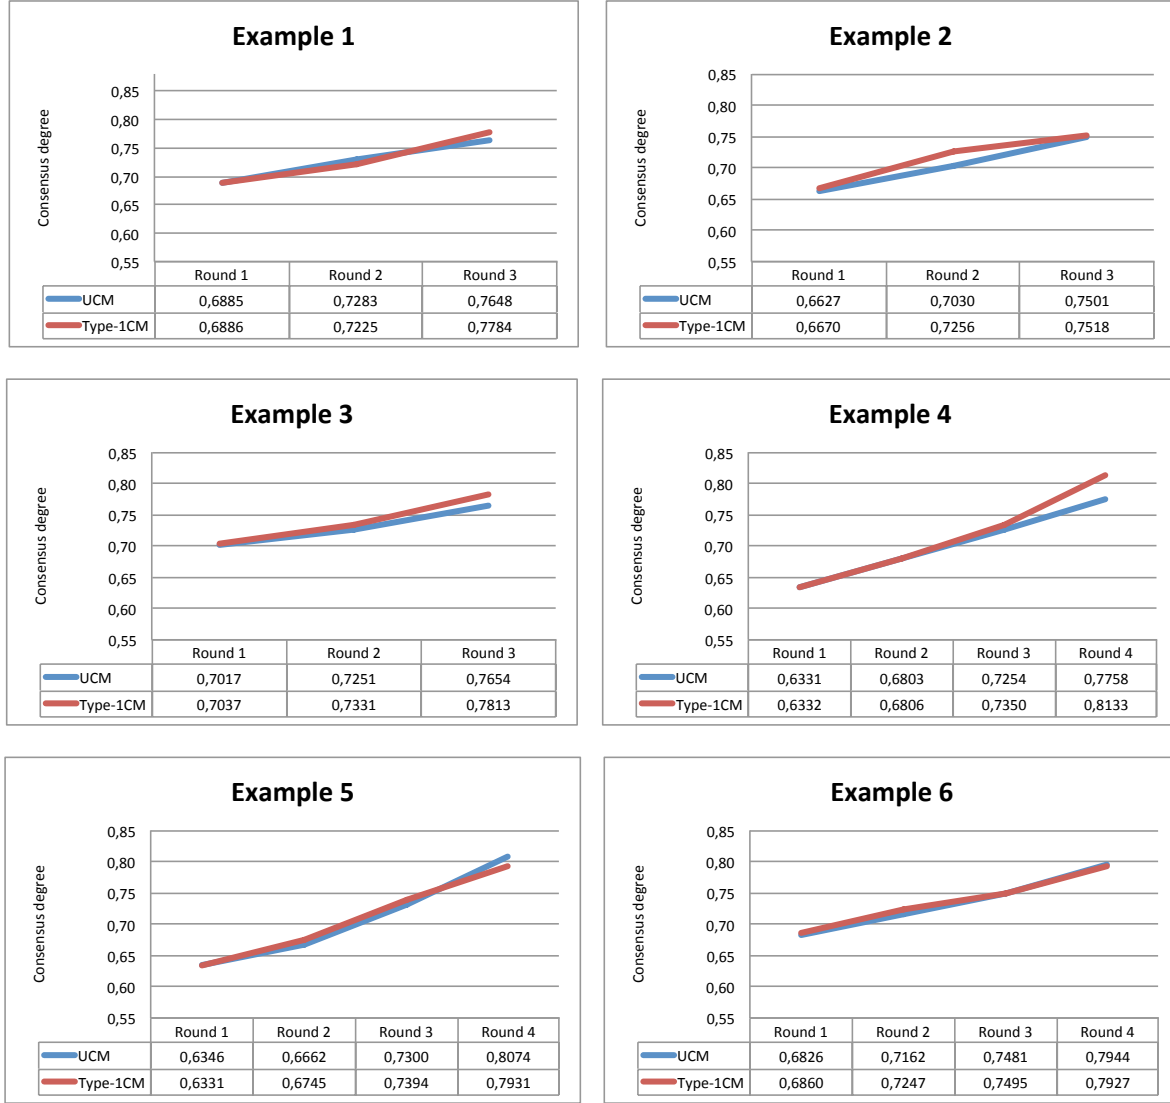 Example 1
Consensus degree
0,85
0,80
0,75
0,70
0,65
0,60
0,55
Round 1 Round 2 Round 3
UCM 0,6885 0,7283 0,7648
Type-1CM 0,6886 0,7225 0,7784
Example 2
Consensus degree
0,85
0,80
0,75
0,70
0,65
0,60
0,55
Round 1 Round 2 Round 3
UCM 0,6627 0,7030 0,7501
Type-1CM 0,6670 0,7256 0,7518
Example 3
Consensus degree
0,85
0,80
0,75
0,70
0,65
0,60
0,55
Round 1 Round 2 Round 3
UCM 0,7017 0,7251 0,7654
Type-1CM 0,7037 0,7331 0,7813
Example 4
Consensus degree
0,85
0,80
0,75
0,70
0,65
0,60
0,55
Round 1 Round 2 Round 3 Round 4
UCM 0,6331 0,6803 0,7254 0,7758
Type-1CM 0,6332 0,6806 0,7350 0,8133
Example 5
Consensus degree
0,85
0,80
0,75
0,70
0,65
0,60
0,55
Round 1 Round 2 Round 3 Round 4
UCM 0,6346 0,6662 0,7300 0,8074
Type-1CM 0,6331 0,6745 0,7394 0,7931
Example 6
Consensus degree
0,85
0,80
0,75
0,70
0,65
0,60
0,55
Round 1 Round 2 Round 3 Round 4
UCM 0,6826 0,7162 0,7481 0,7944
Type-1CM 0,6860 0,7247 0,7495 0,7927